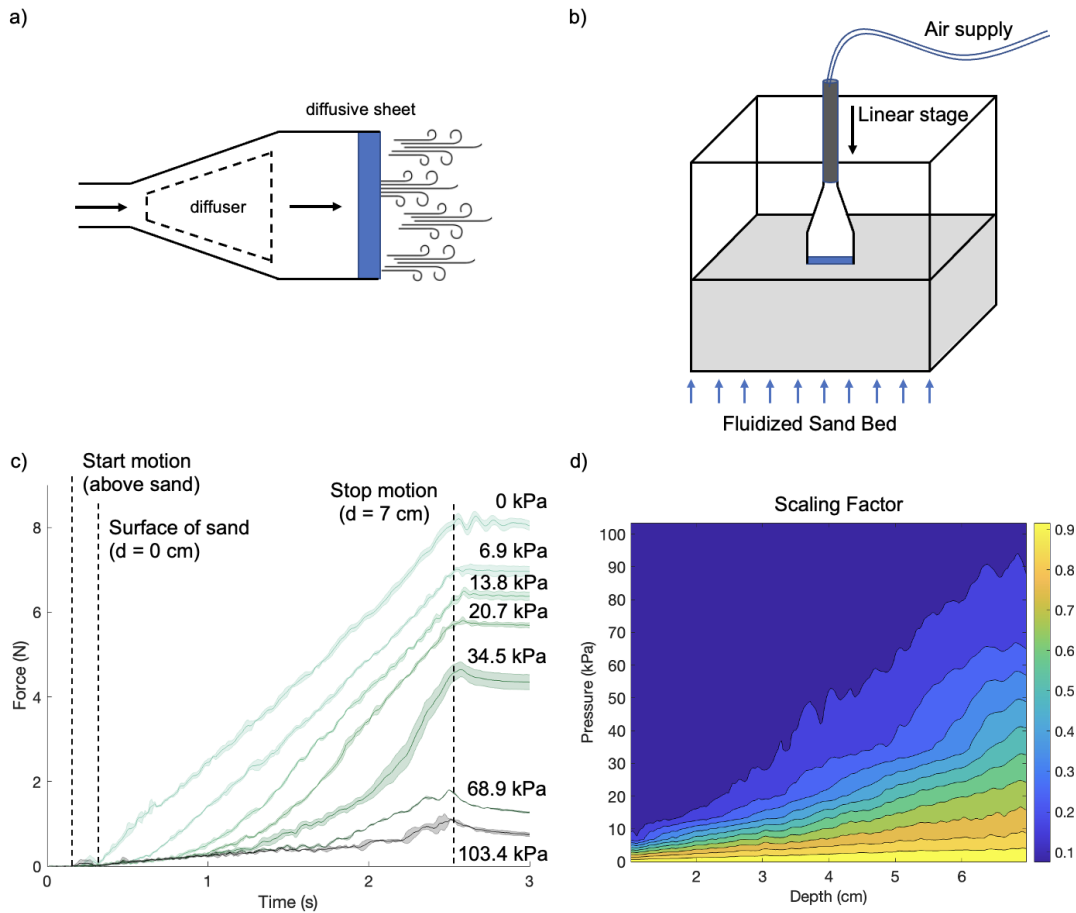 a)
diffusive sheet
diffuser
b)
Air supply
Linear stage
Fluidized Sand Bed
c)
Start motion
(above sand)
Surface of sand
(d = 0 cm)
Stop motion
(d = 7 cm)
0 kPa
6.9 kPa
13.8 kPa
20.7 kPa
34.5 kPa
68.9 kPa
103.4 kPa
8
6
4
2
0
Force (N)
0
1
2
3
Time (s)
d)
Scaling Factor
100
90
80
70
60
50
40
30
20
10
0
Pressure (kPa)
2
3
4
5
6
Depth (cm)
0.9
0.8
0.7
0.6
0.5
0.4
0.3
0.2
0.1